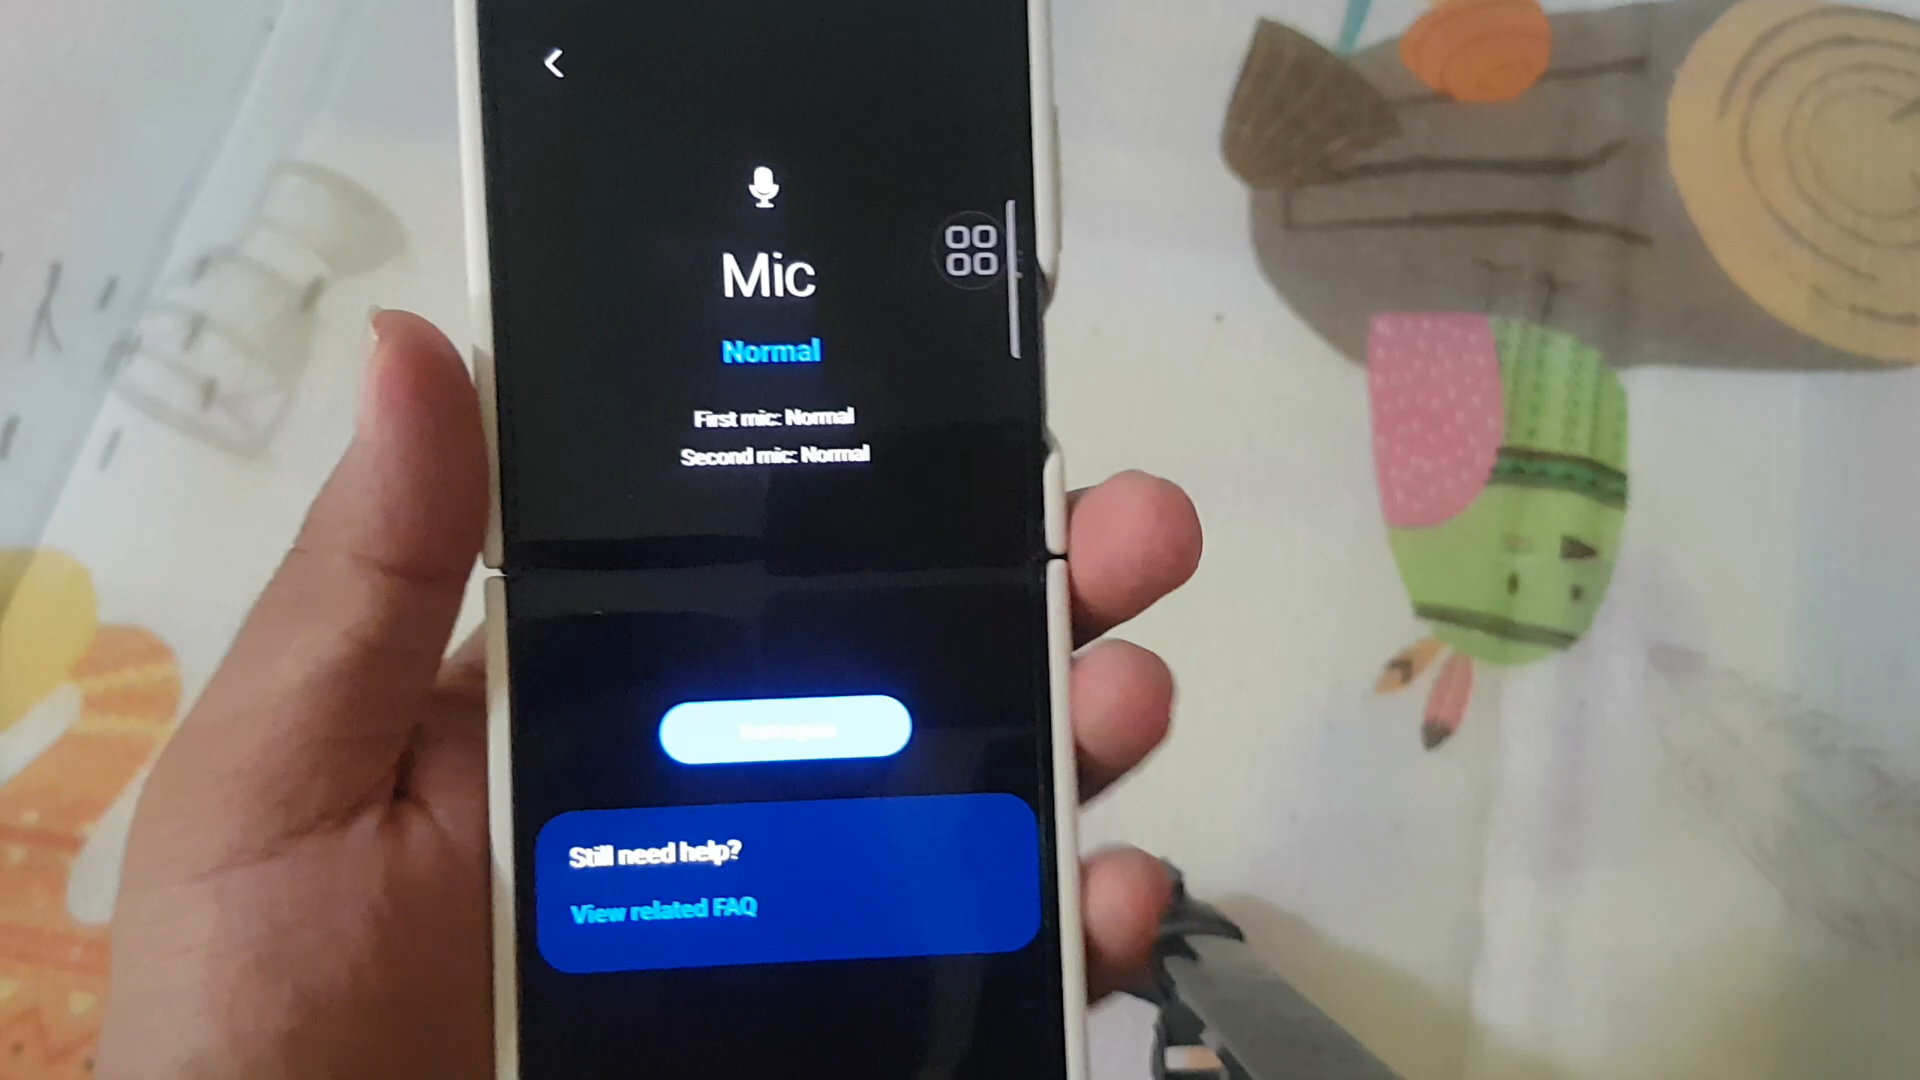 Mic
Normal
First mic: Normal
Second mic: Normal
Still need help?
View related FAQ